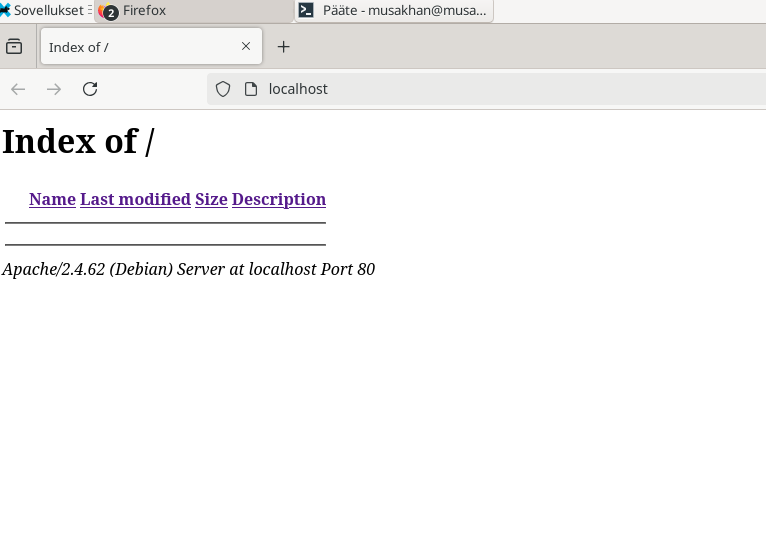 Sovellukset 2 Firefox Pääte - musakhan@musa...
Index of /
localhost
Index of /
Name Last modified Size Description
Apache/2.4.62 (Debian) Server at localhost Port 80